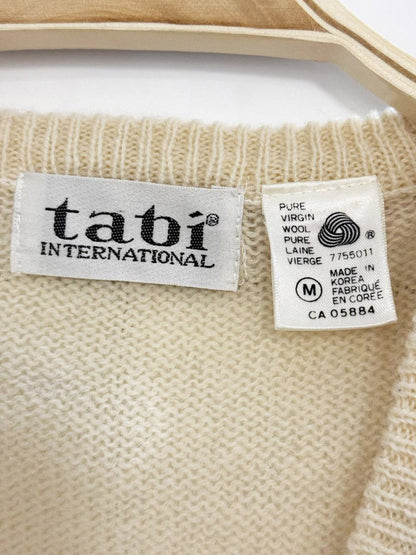 tabi®
INTERNATIONAL
PURE
VIRGIN
WOOL
PURE
LAINE ®
VIERGE 7755011
M MADE IN
KOREA
FABRIQUÉ
EN CORÉE
CA 05884